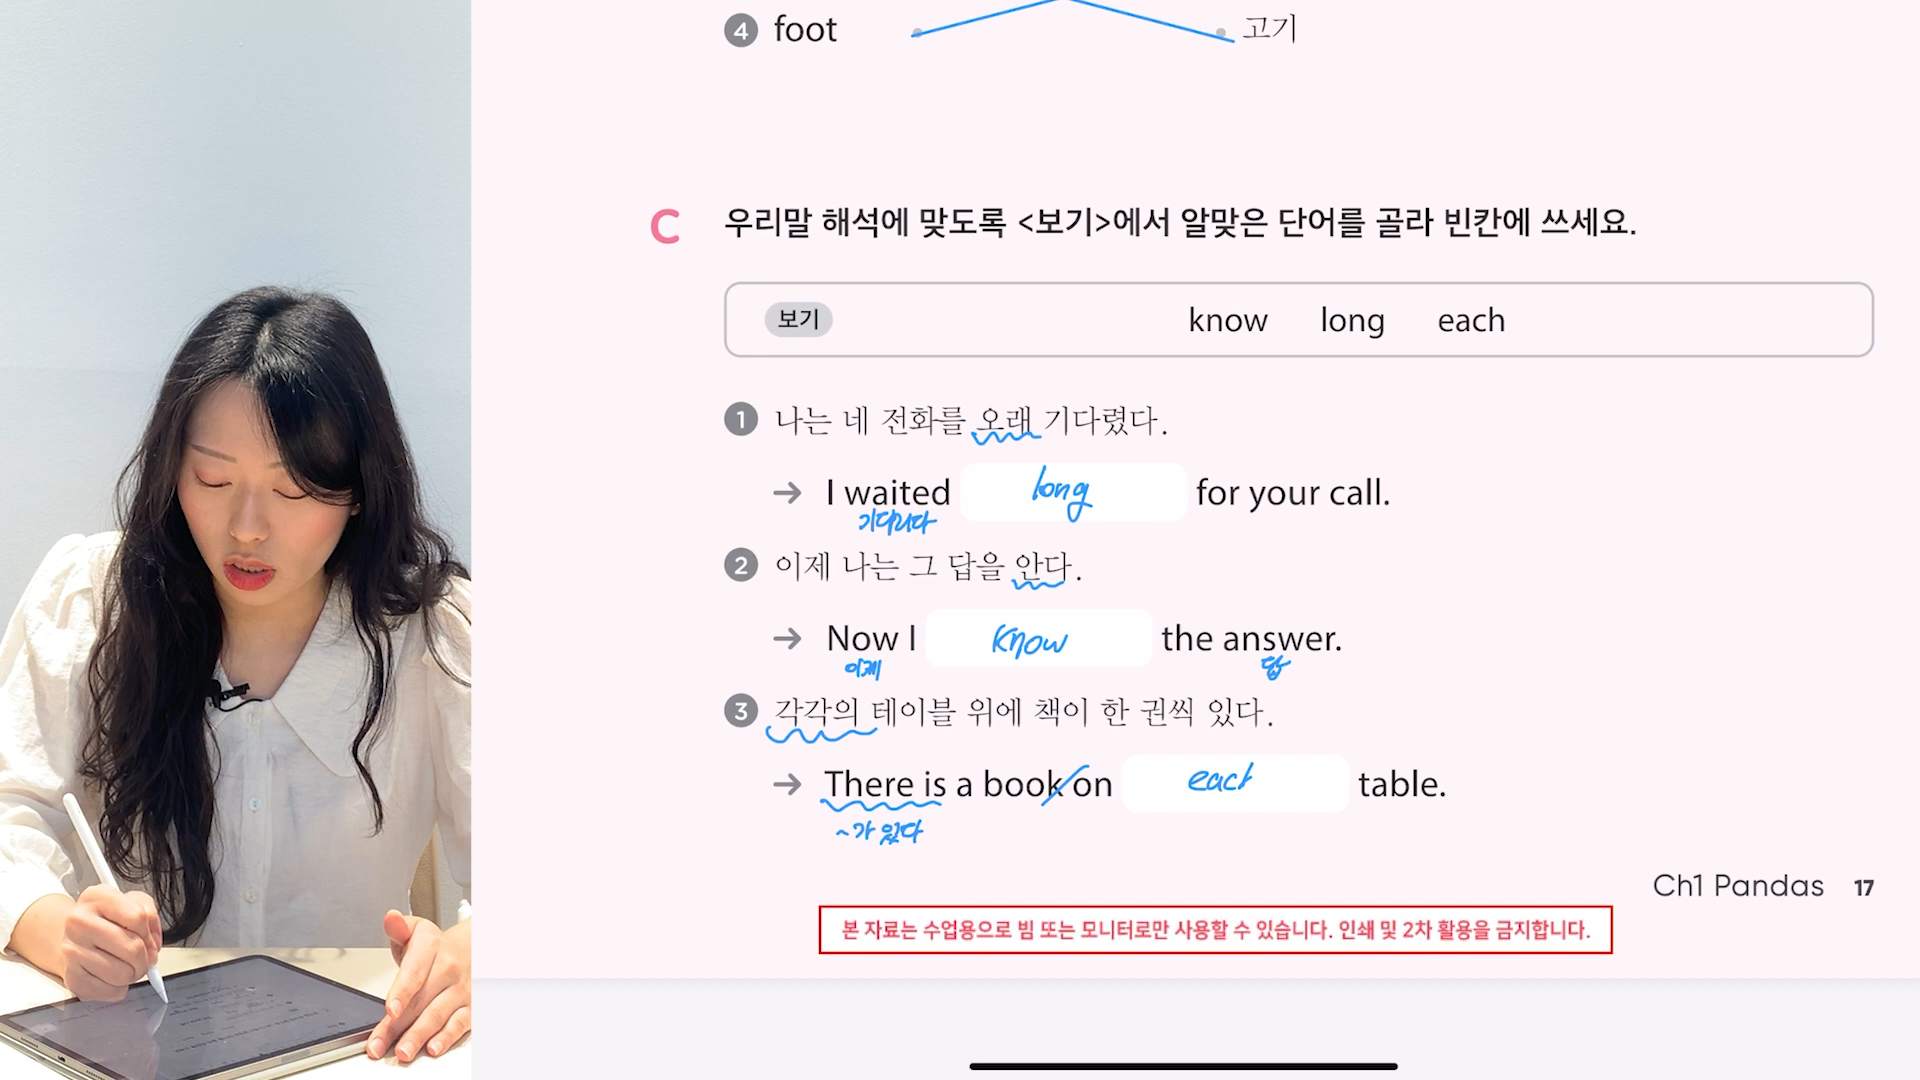 4 foot 고기
C 우리말 해석에 맞도록 <보기>에서 알맞은 단어를 골라 빈칸에 쓰세요.
보기 know long each
1 나는 네 전화를 오래 기다렸다.
→ I waited long for your call.
기다리다
2 이제 나는 그 답을 안다.
→ Now I know the answer.
이제 답
3 각각의 테이블 위에 책이 한 권씩 있다.
→ There is a book on each table.
~가 있다
Ch1 Pandas 17
본 자료는 수업용으로 빔 또는 모니터로만 사용할 수 있습니다. 인쇄 및 2차 활용을 금지합니다.